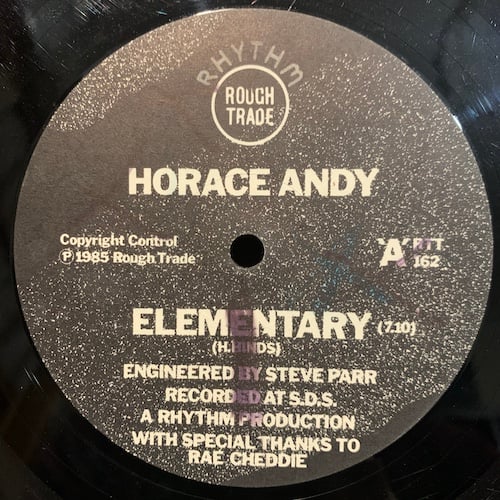 RHYTHM
ROUGH
TRADE
HORACE ANDY
Copyright Control
Ⓟ 1985 Rough Trade
'A' RTT
162
ELEMENTARY (7.10)
(H. HINDS)
ENGINEERED BY STEVE PARR
RECORDED AT S.D.S.
A RHYTHM PRODUCTION
WITH SPECIAL THANKS TO
RAE CHEDDIE